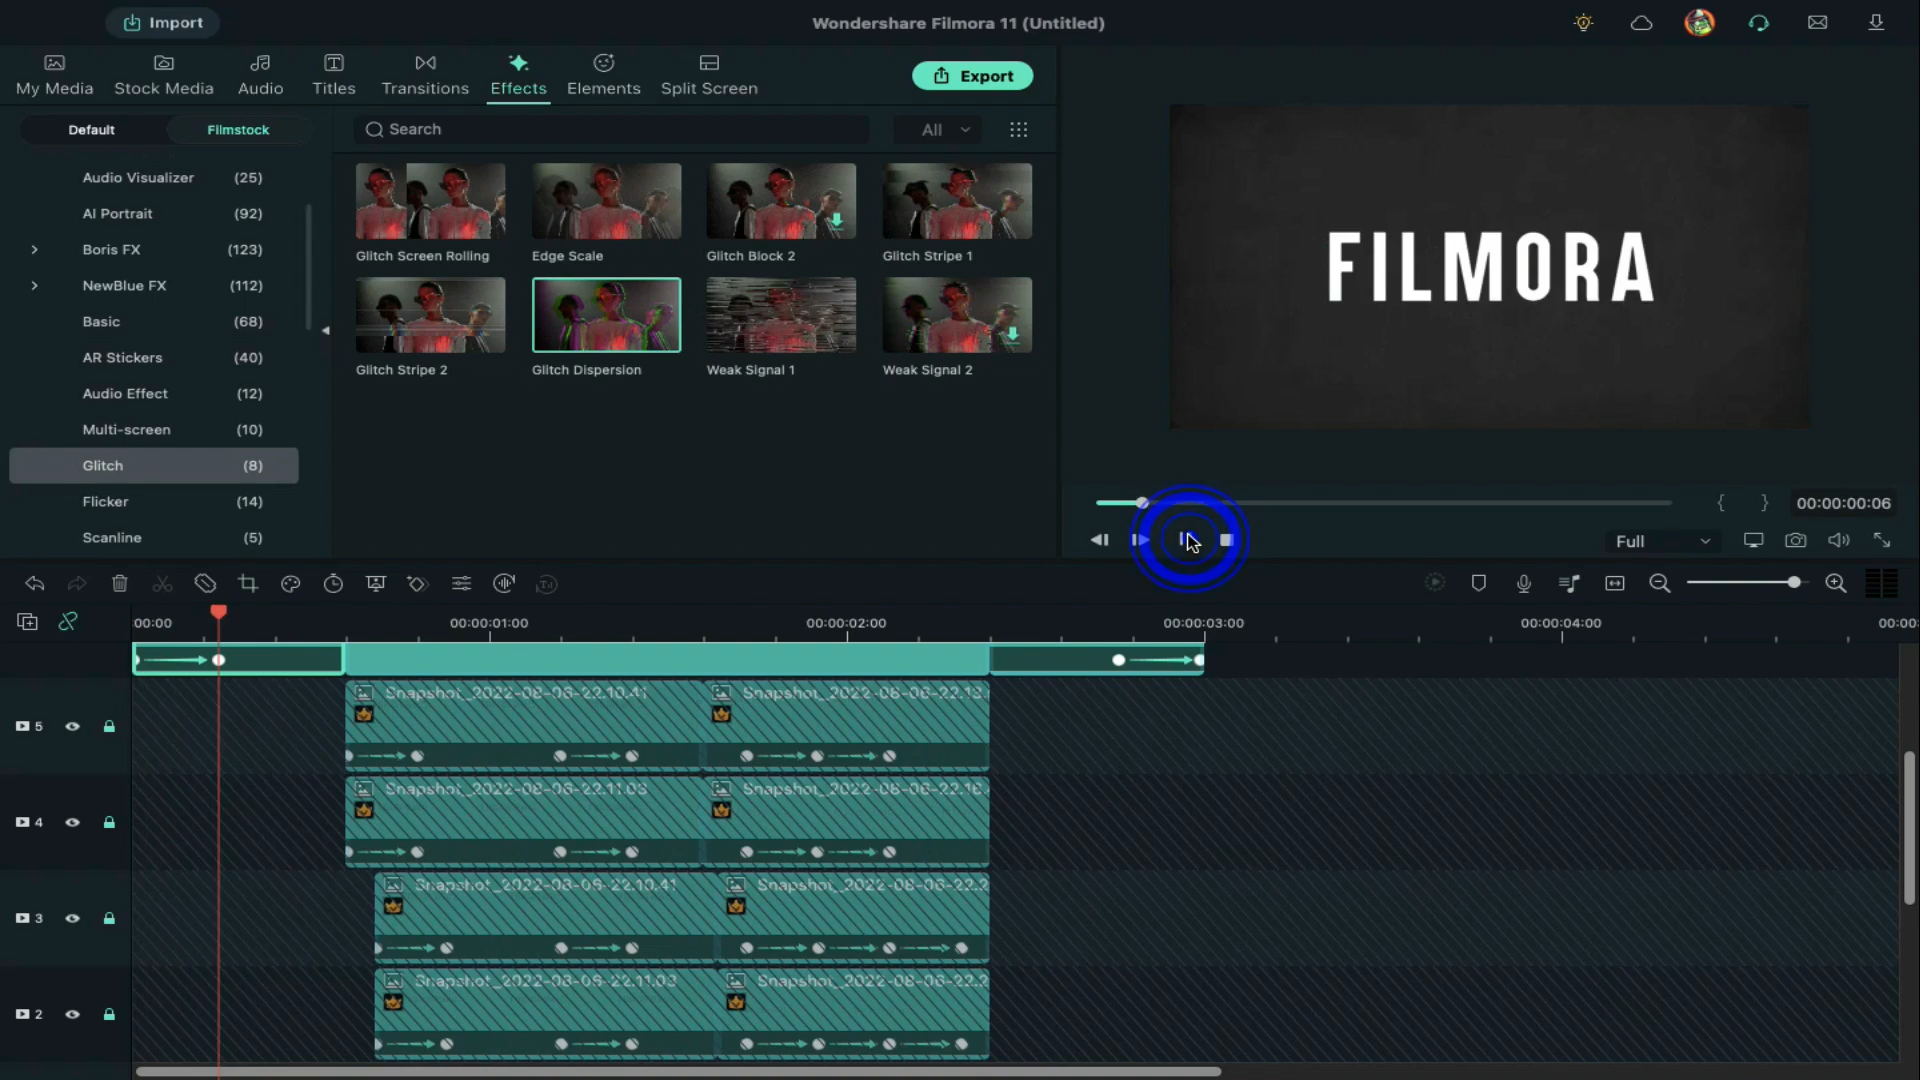 Import
Wondershare Filmora 11 (Untitled)
My Media
Stock Media
Audio
Titles
Transitions
Effects
Elements
Split Screen
Export
Default
Filmstock
Search
All
Audio Visualizer (25)
AI Portrait (92)
Boris FX (123)
NewBlue FX (112)
Basic (68)
AR Stickers (40)
Audio Effect (12)
Multi-screen (10)
Glitch (8)
Flicker (14)
Scanline (5)
Glitch Screen Rolling
Edge Scale
Glitch Block 2
Glitch Stripe 1
Glitch Stripe 2
Glitch Dispersion
Weak Signal 1
Weak Signal 2
FILMORA
{ }
00:00:00:06
Full
00:00
00:00:01:00
00:00:02:00
00:00:03:00
00:00:04:00
00:00:0
5
Snapshot_2022-08-06-22.10.41
Snapshot_2022-08-06-22.13.
4
Snapshot_2022-08-06-22.11.03
Snapshot_2022-08-06-22.16.
3
Snapshot_2022-08-06-22.10.41
Snapshot_2022-08-06-22.2
2
Snapshot_2022-08-06-22.11.03
Snapshot_2022-08-06-22.2